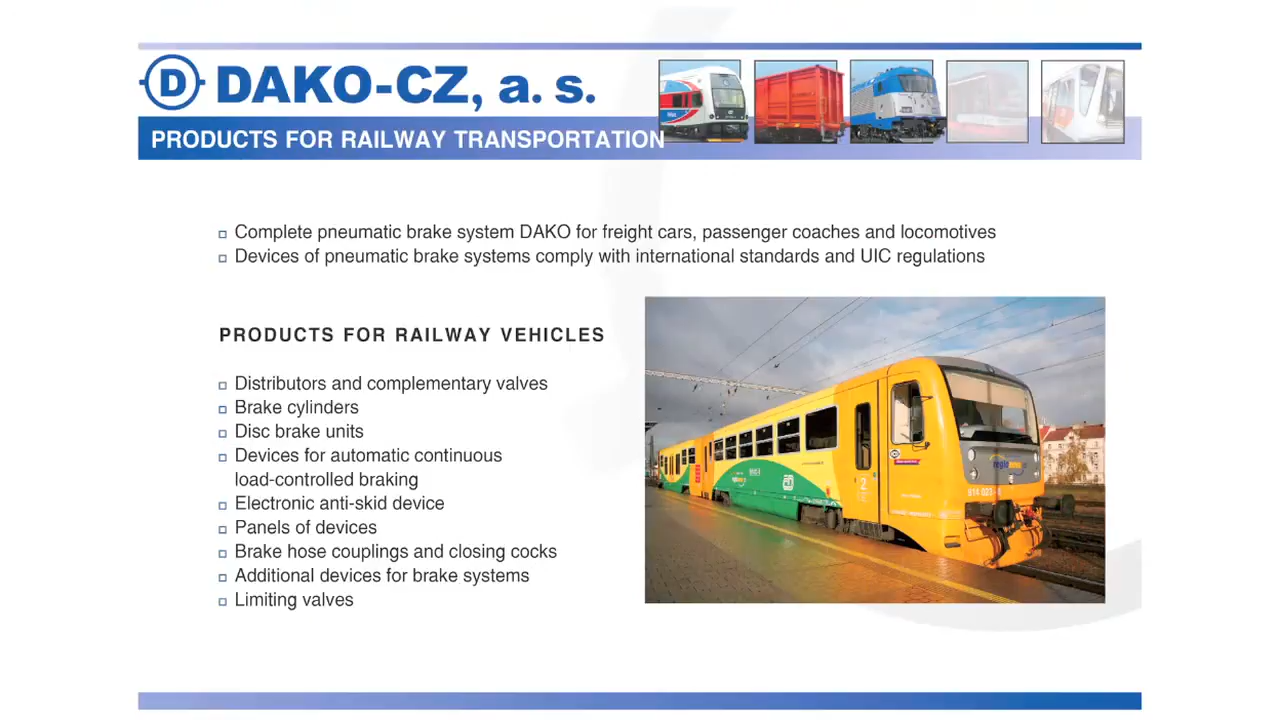 D DAKO-CZ, a. s.
PRODUCTS FOR RAILWAY TRANSPORTATION
Complete pneumatic brake system DAKO for freight cars, passenger coaches and locomotives
Devices of pneumatic brake systems comply with international standards and UIC regulations
PRODUCTS FOR RAILWAY VEHICLES
Distributors and complementary valves
Brake cylinders
Disc brake units
Devices for automatic continuous
load-controlled braking
Electronic anti-skid device
Panels of devices
Brake hose couplings and closing cocks
Additional devices for brake systems
Limiting valves
2